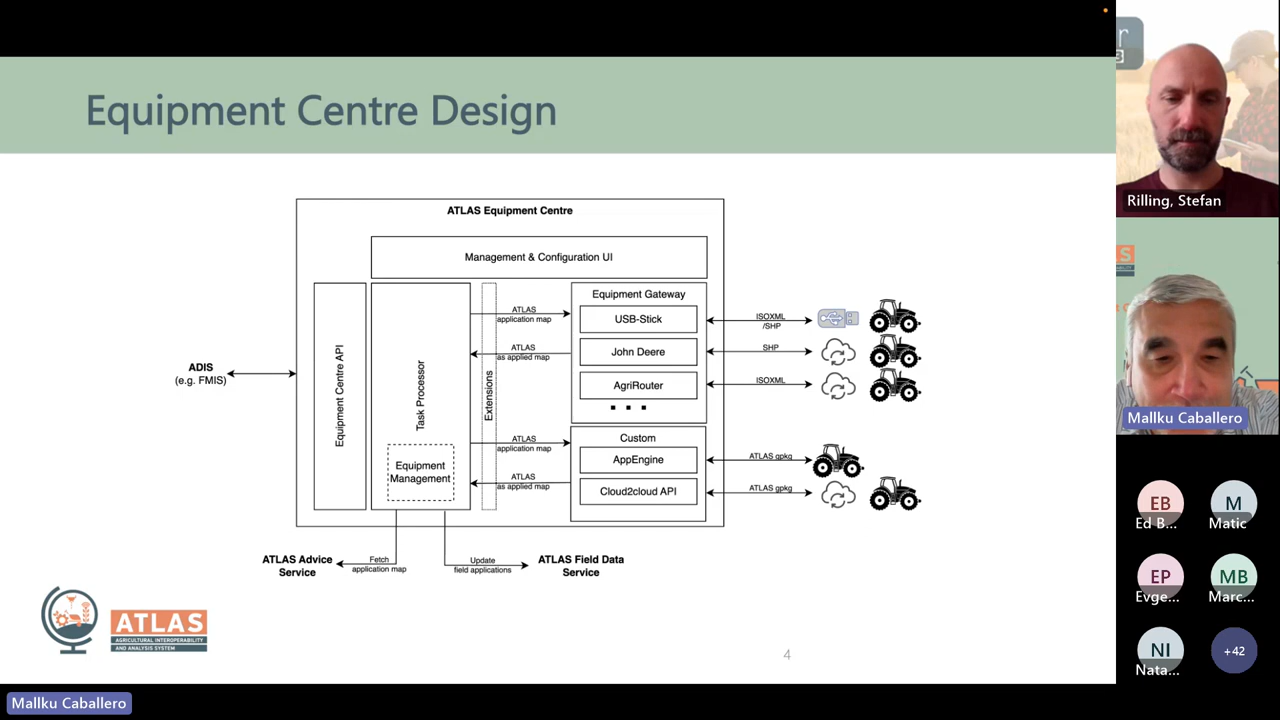 Equipment Centre Design
ATLAS Equipment Centre
Management & Configuration UI
Equipment Centre API
Task Processor
Extensions
Equipment
Management
ATLAS
application map
ATLAS
as applied map
ATLAS
application map
ATLAS
as applied map
Equipment Gateway
USB-Stick
John Deere
AgriRouter
Custom
AppEngine
Cloud2cloud API
ISOXML
/SHP
SHP
ISOXML
ATLAS gpkg
ATLAS gpkg
ADIS
(e.g. FMIS)
ATLAS Advice
Service
Fetch
application map
Update
field applications
ATLAS Field Data
Service
ATLAS
AGRICULTURAL INTEROPERABILITY
AND ANALYSIS SYSTEM
4
Mallku Caballero
Rilling, Stefan
Mallku Caballero
EB
Ed B...
M
Matic
EP
Evge...
MB
Marc...
NI
Nata...
+42